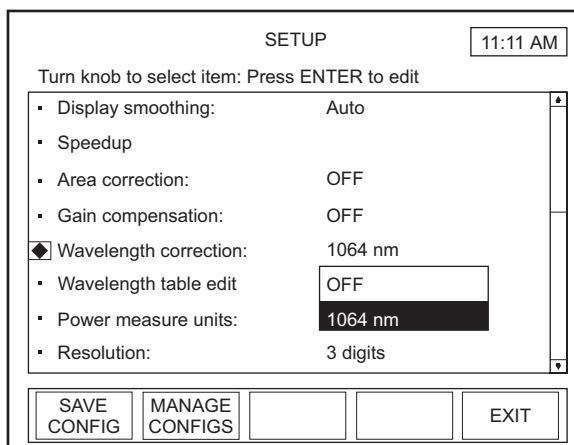 SETUP
11:11 AM
Turn knob to select item: Press ENTER to edit
Display smoothing: Auto
Speedup
Area correction: OFF
Gain compensation: OFF
Wavelength correction: 1064 nm
Wavelength table edit OFF
Power measure units: 1064 nm
Resolution: 3 digits
SAVE CONFIG
MANAGE CONFIGS
EXIT